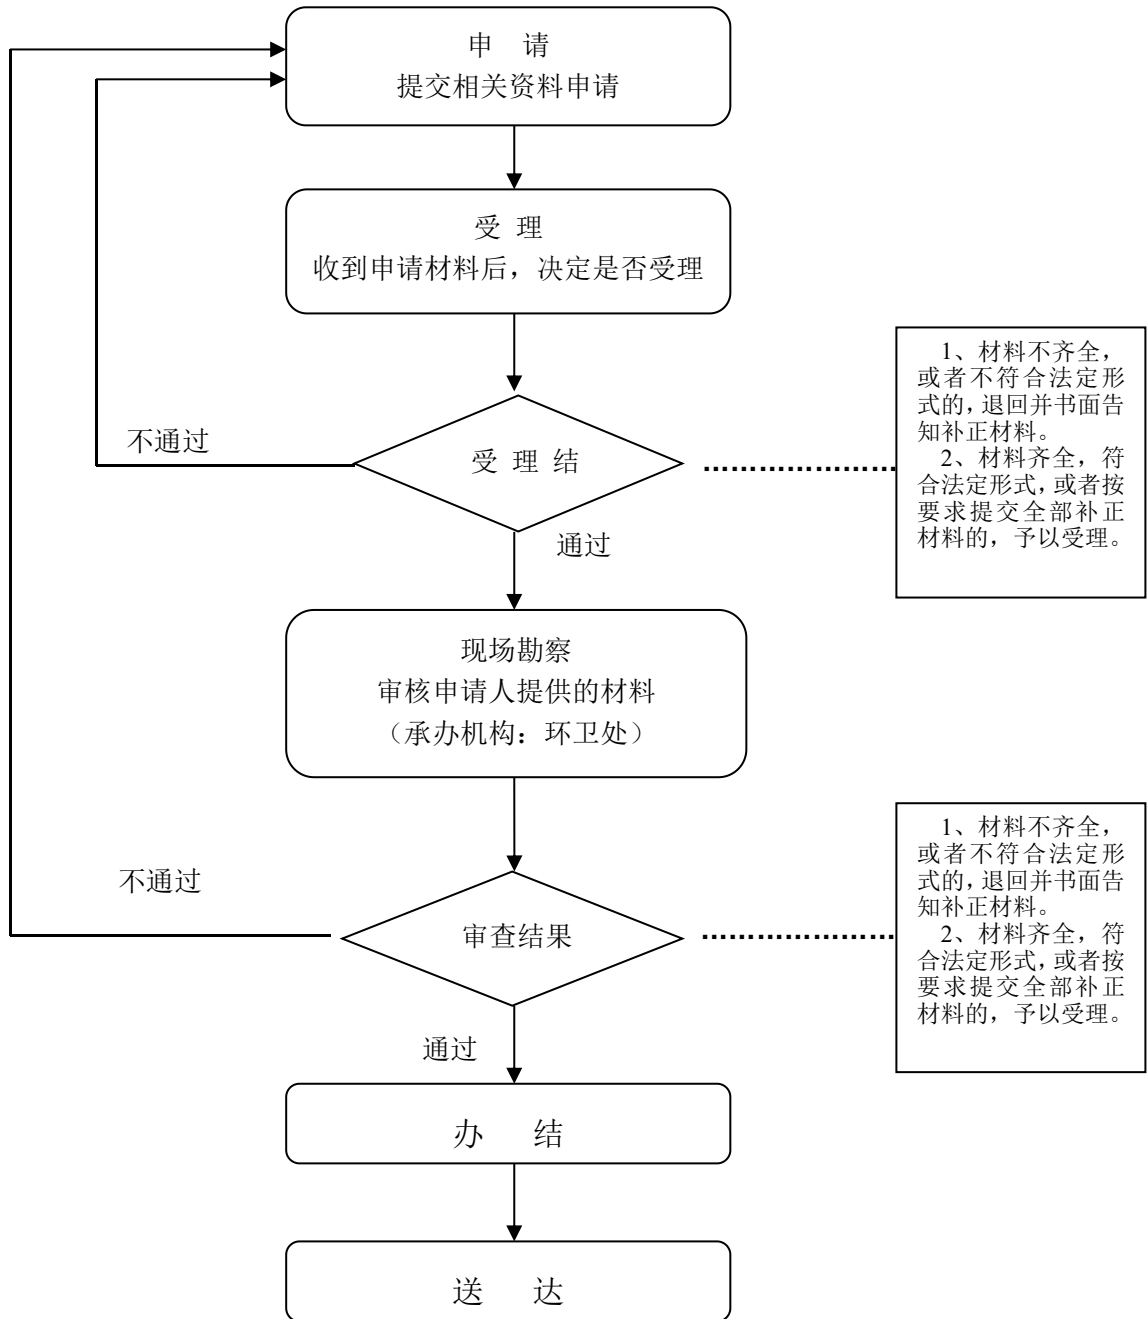 申 请
提交相关资料申请
受 理
收到申请材料后，决定是否受理
1、材料不齐全，
或者不符合法定形
式的，退回并书面告
知补正材料。
2、材料齐全，符
合法定形式，或者按
要求提交全部补正
材料的，予以受理。
不通过
受 理 结
通过
现场勘察
审核申请人提供的材料
（承办机构：环卫处）
1、材料不齐全，
或者不符合法定形
式的，退回并书面告
知补正材料。
2、材料齐全，符
合法定形式，或者按
要求提交全部补正
材料的，予以受理。
不通过
审查结果
通过
办 结
送 达